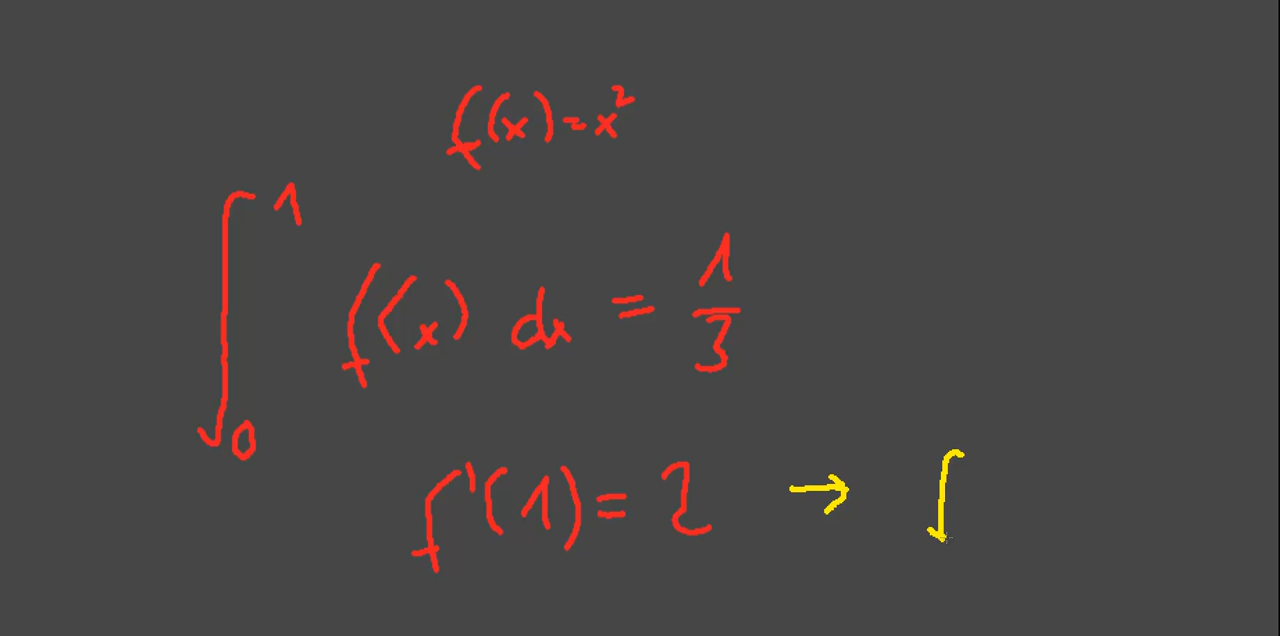 f(x)=x²
∫₀¹ f(x) dx = 1/3
f'(1)=2 → ∫